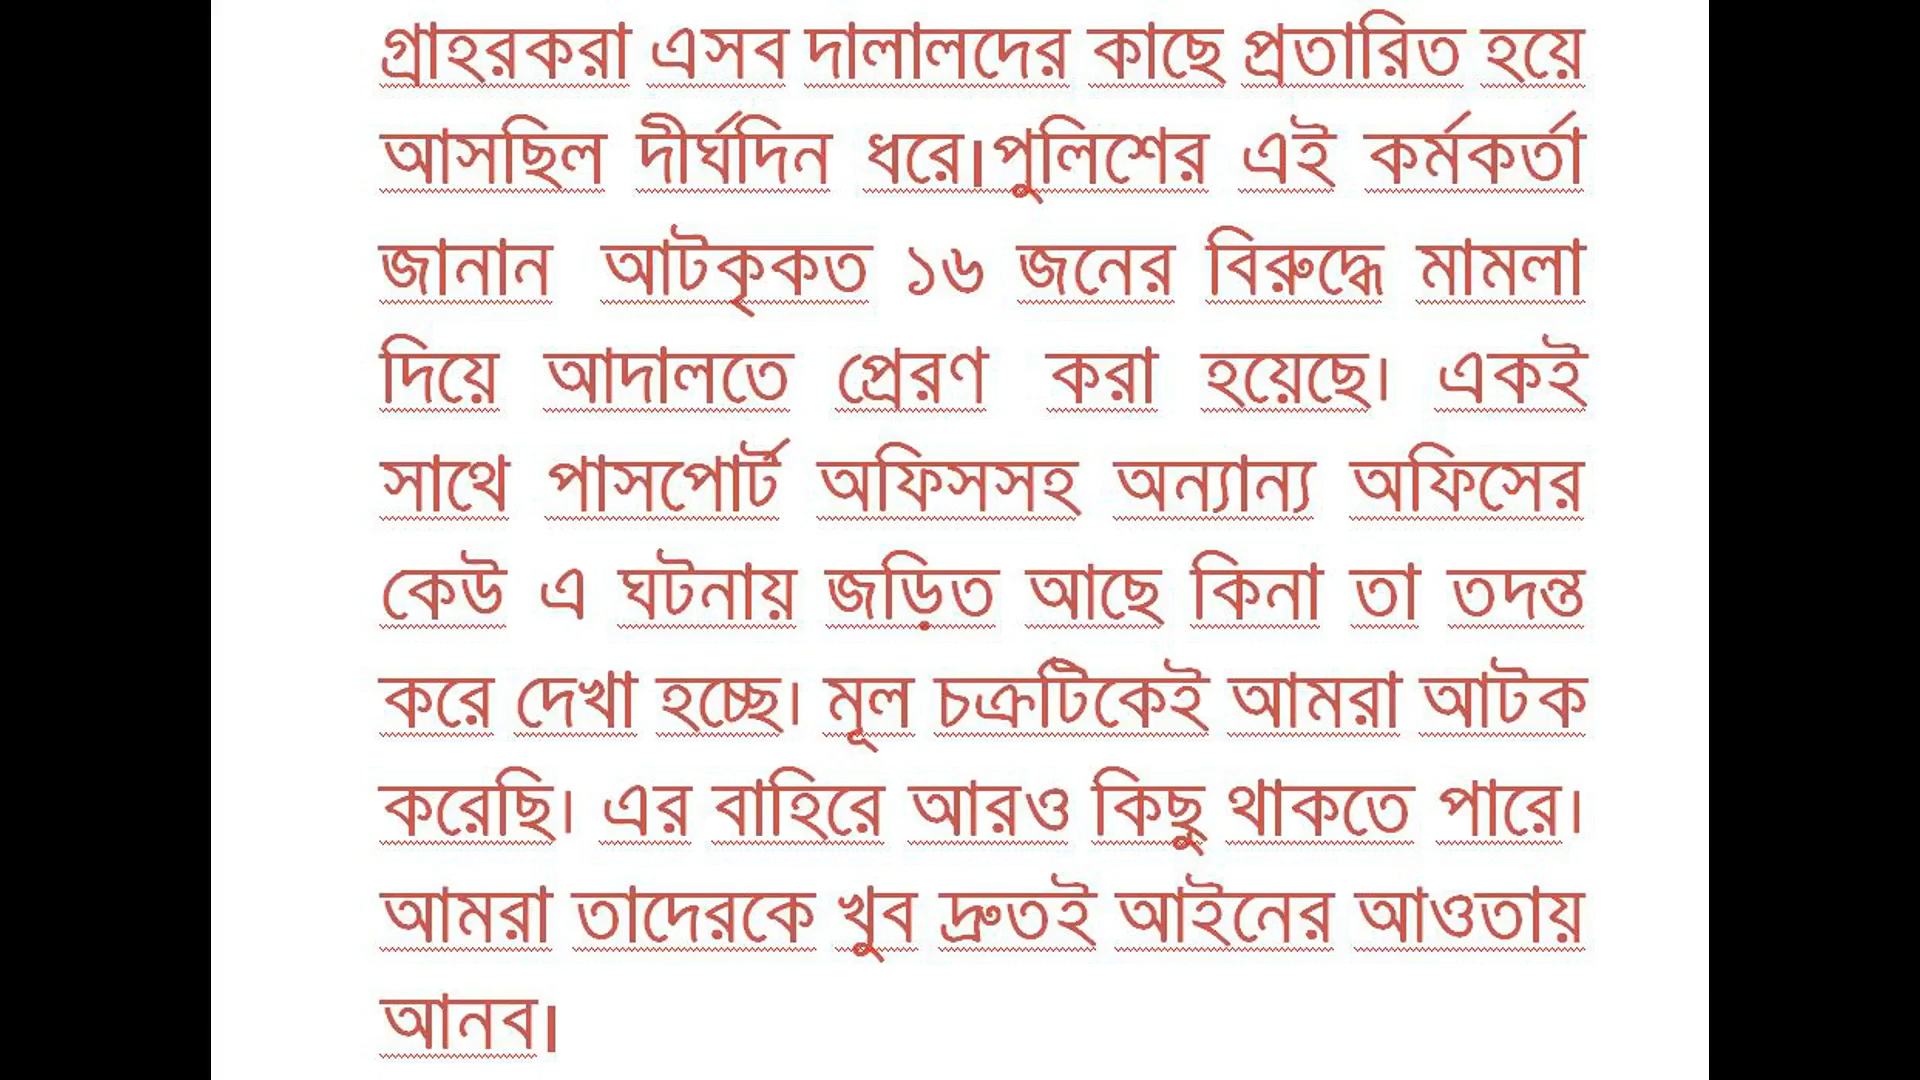 গ্রাহরকরা এসব দালালদের কাছে প্রতারিত হয়ে
আসছিল দীর্ঘদিন ধরে।পুলিশের এই কর্মকর্তা
জানান আটকৃকত ১৬ জনের বিরুদ্ধে মামলা
দিয়ে আদালতে প্রেরণ করা হয়েছে। একই
সাথে পাসপোর্ট অফিসসহ অন্যান্য অফিসের
কেউ এ ঘটনায় জড়িত আছে কিনা তা তদন্ত
করে দেখা হচ্ছে। মূল চক্রটিকেই আমরা আটক
করেছি। এর বাহিরে আরও কিছু থাকতে পারে।
আমরা তাদেরকে খুব দ্রুতই আইনের আওতায়
আনব।